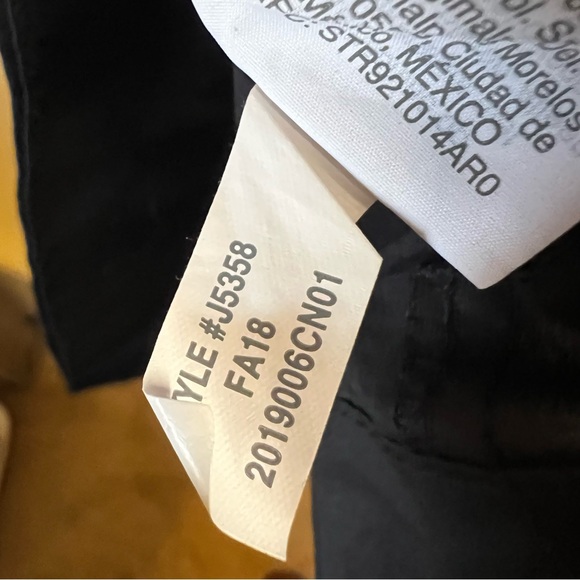 Morelos
Ciudad de
MÉXICO
STR921014AR0
YLE #J5358
FA18
2019006CN01